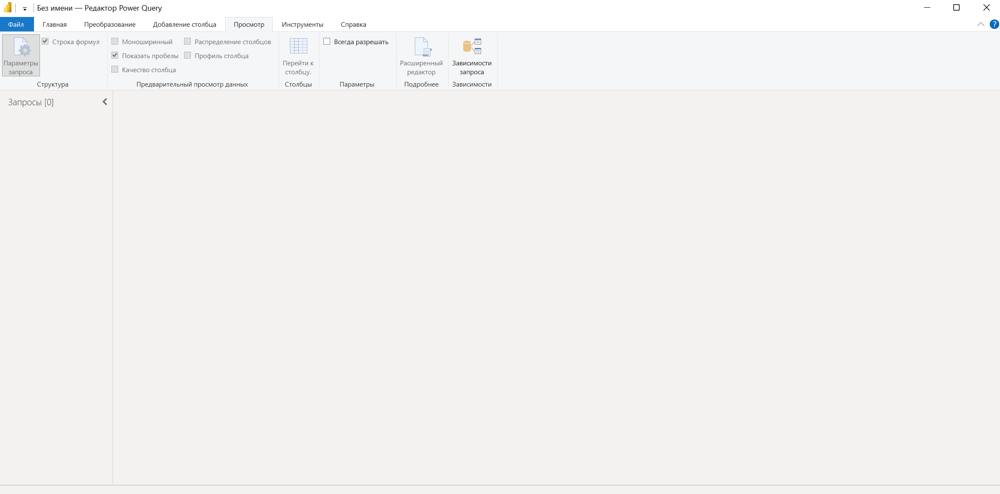 Без имени — Редактор Power Query
Файл Главная Преобразование Добавление столбца Просмотр Инструменты Справка ?
Параметры запроса
Строка формул
Структура
Моноширинный
Показать пробелы
Качество столбца
Распределение столбцов
Профиль столбца
Предварительный просмотр данных
Перейти к
столбцу.
Столбцы
Всегда разрешать
Параметры
Расширенный
редактор
Подробнее
Зависимости
запроса
Зависимости
Запросы [0]